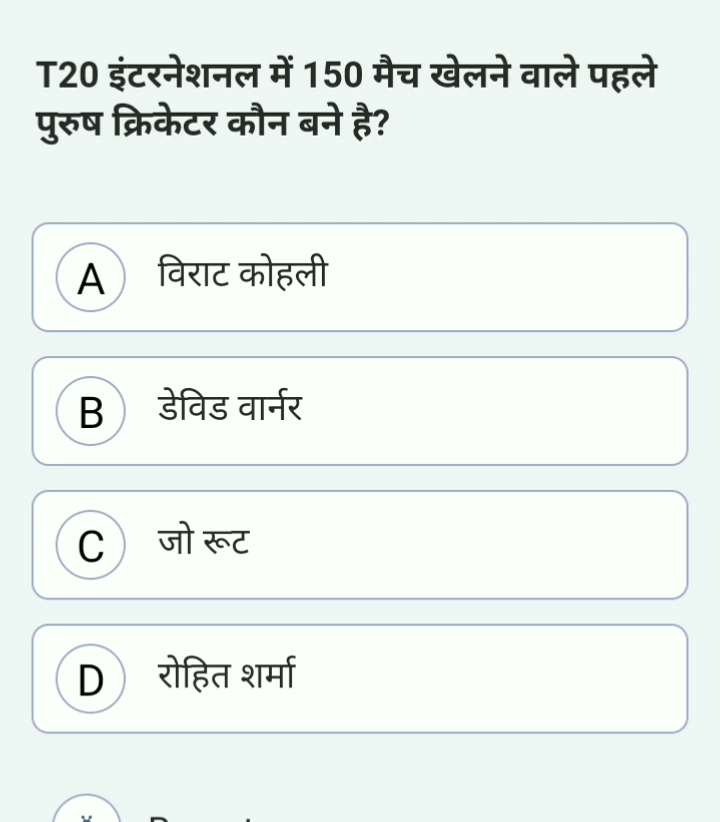 T20 इंटरनेशनल में 150 मैच खेलने वाले पहले
पुरुष क्रिकेटर कौन बने है?
A विराट कोहली
B डेविड वार्नर
C जो रूट
D रोहित शर्मा